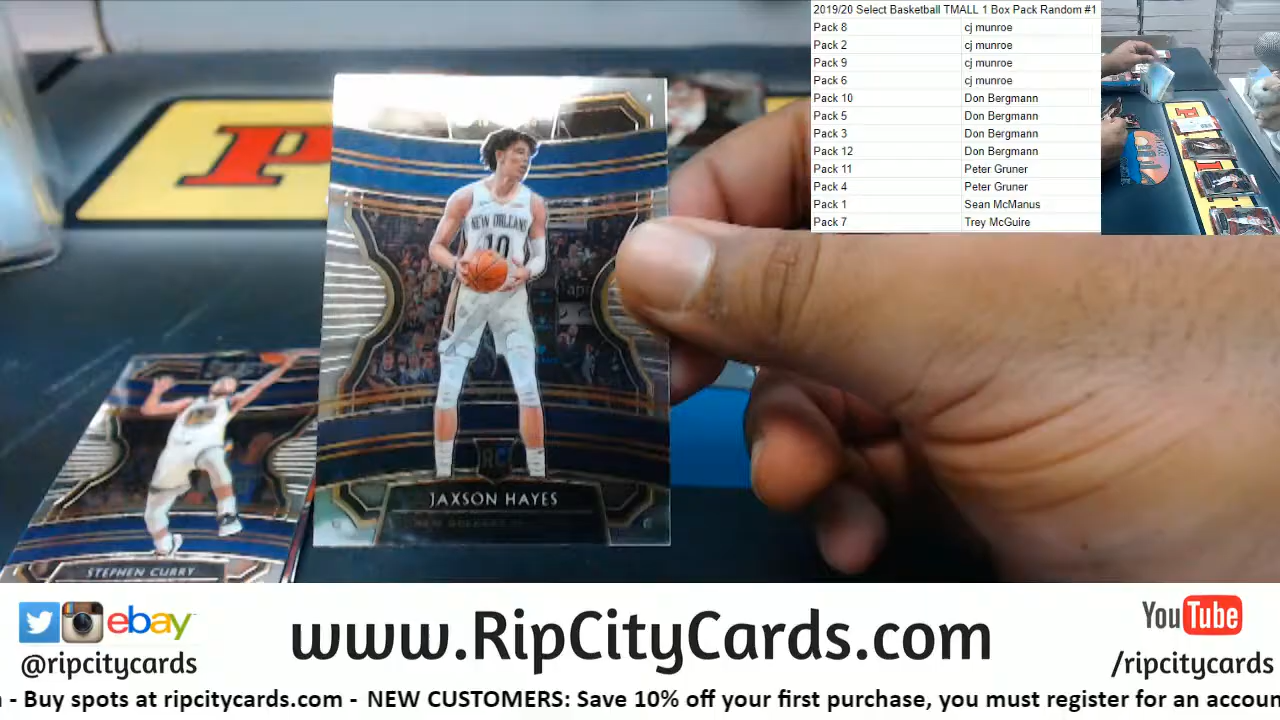 2019/20 Select Basketball TMALL 1 Box Pack Random #1
Pack 8 cj munroe
Pack 2 cj munroe
Pack 9 cj munroe
Pack 6 cj munroe
Pack 10 Don Bergmann
Pack 5 Don Bergmann
Pack 3 Don Bergmann
Pack 12 Don Bergmann
Pack 11 Peter Gruner
Pack 4 Peter Gruner
Pack 1 Sean McManus
Pack 7 Trey McGuire
P
NEW ORLEANS
10
RC
JAXSON HAYES
STEPHEN CURRY
ebay
@ripcitycards
www.RipCityCards.com
YouTube
/ripcitycards
- Buy spots at ripcitycards.com - NEW CUSTOMERS: Save 10% off your first purchase, you must register for an accoun